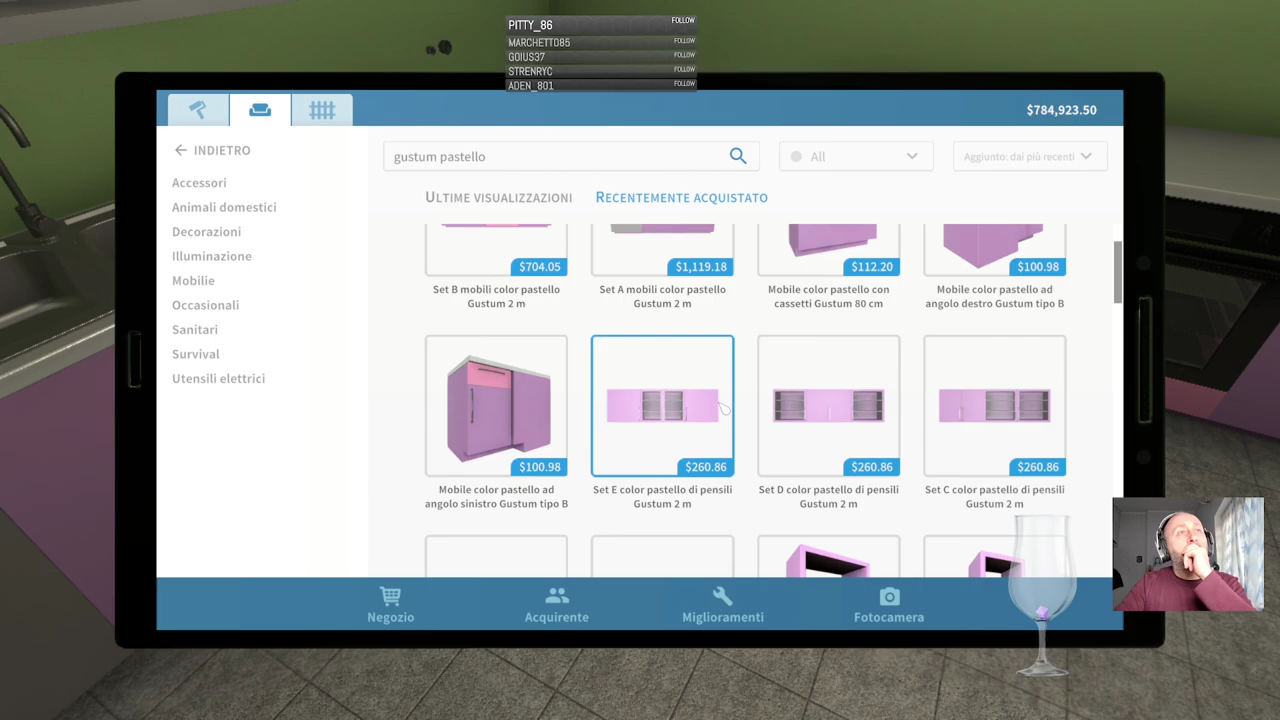 PITTY_86 FOLLOW
MARCHETTO85 FOLLOW
GOIUS37 FOLLOW
STRENRYC FOLLOW
ADEN_801 FOLLOW
$784,923.50
INDIETRO
gustum pastello
All
Aggiunto: dai più recenti
ULTIME VISUALIZZAZIONI
RECENTEMENTE ACQUISTATO
Accessori
Animali domestici
Decorazioni
Illuminazione
Mobilie
Occasionali
Sanitari
Survival
Utensili elettrici
$704.05
$1,119.18
$112.20
$100.98
Set B mobili color pastello
Gustum 2 m
Set A mobili color pastello
Gustum 2 m
Mobile color pastello con
cassetti Gustum 80 cm
Mobile color pastello ad
angolo destro Gustum tipo B
$100.98
$260.86
$260.86
$260.86
Mobile color pastello ad
angolo sinistro Gustum tipo B
Set E color pastello di pensili
Gustum 2 m
Set D color pastello di pensili
Gustum 2 m
Set C color pastello di pensili
Gustum 2 m
Negozio
Acquirente
Miglioramenti
Fotocamera